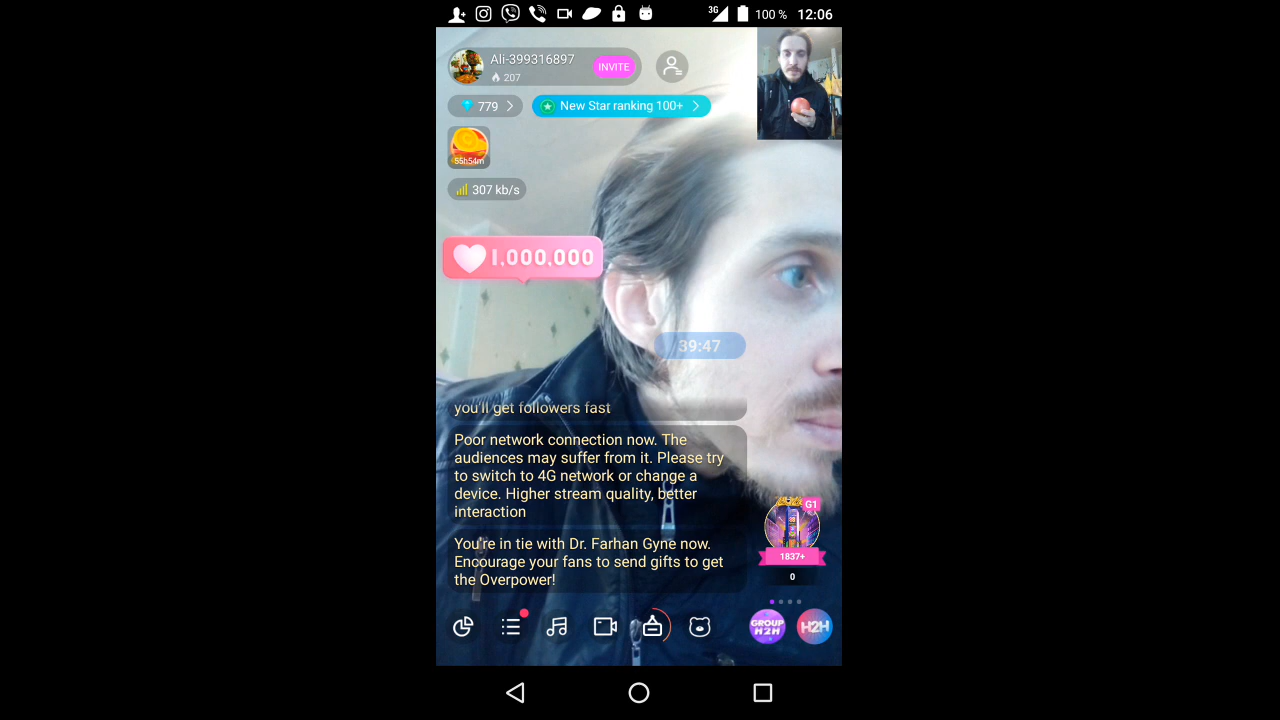 3G 100 % 12:06
Ali-399316897
207
INVITE
779
New Star ranking 100+
55h54m
307 kb/s
1,000,000
39:47
you'll get followers fast
Poor network connection now. The
audiences may suffer from it. Please try
to switch to 4G network or change a
device. Higher stream quality, better
interaction
You're in tie with Dr. Farhan Gyne now.
Encourage your fans to send gifts to get
the Overpower!
G1
1837+
0
GROUP
H2H
H2H